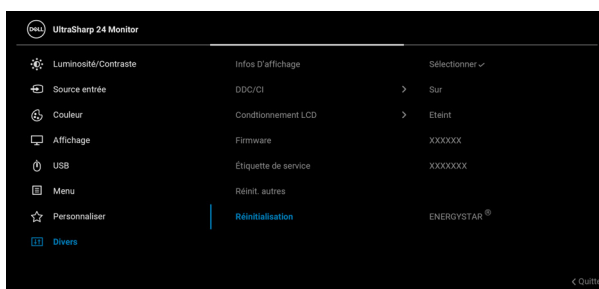 DELL UltraSharp 24 Monitor
Luminosité/Contraste Infos D'affichage Sélectionner ✓
Source entrée DDC/CI > Sur
Couleur Condtionnement LCD > Eteint
Affichage Firmware XXXXXX
USB Étiquette de service XXXXXXX
Menu Réinit. autres
Personnaliser Réinitialisation ENERGYSTAR ®
Divers
< Quitte